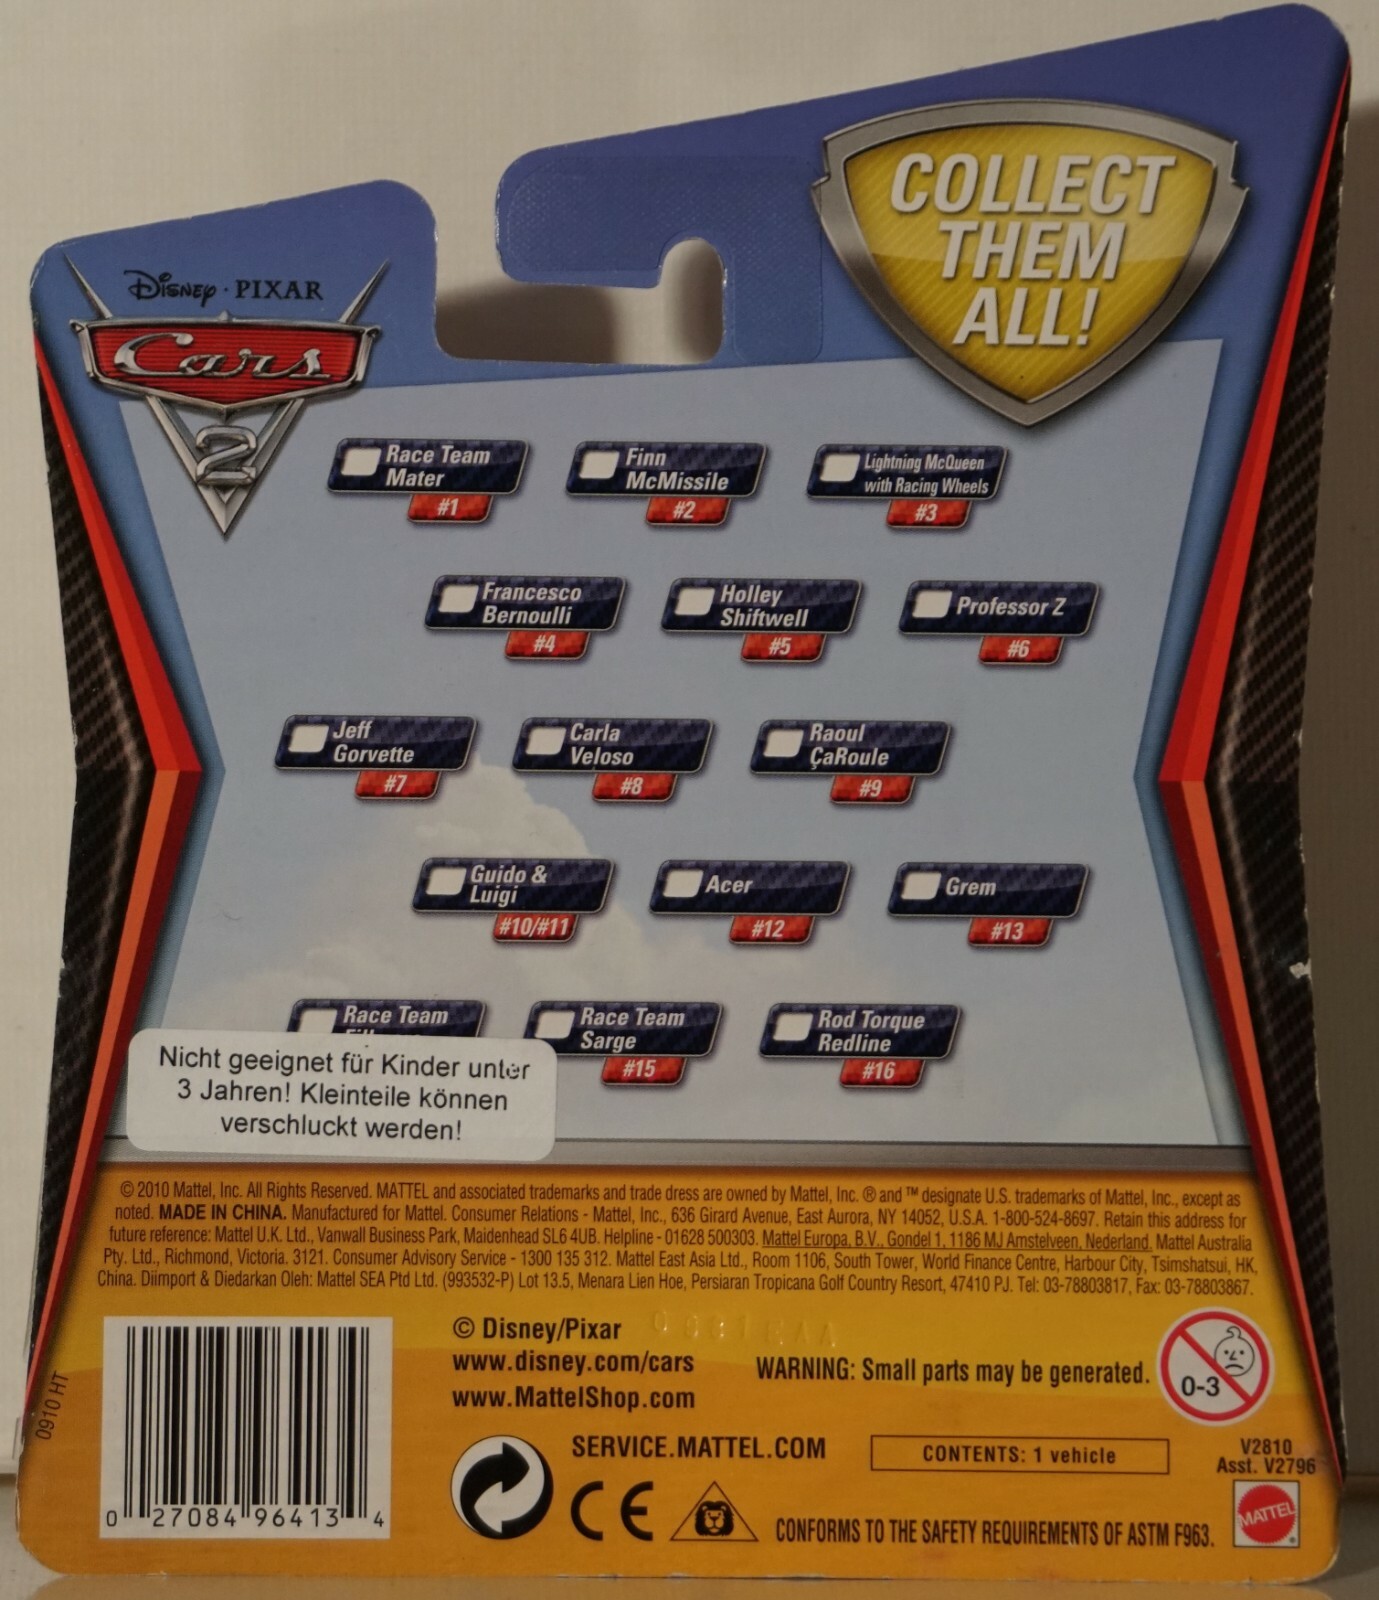 COLLECT
THEM
ALL!
Disney · PIXAR
Cars
2
Race Team
Mater
#1
Finn
McMissile
#2
Lightning McQueen
with Racing Wheels
#3
Francesco
Bernoulli
#4
Holley
Shiftwell
#5
Professor Z
#6
Jeff
Gorvette
#7
Carla
Veloso
#8
Raoul
ÇaRoule
#9
Guido &
Luigi
#10/#11
Acer
#12
Grem
#13
Race Team
Race Team
Sarge
#15
Rod Torque
Redline
#16
Nicht geeignet für Kinder unter
3 Jahren! Kleinteile können
verschluckt werden!
© 2010 Mattel, Inc. All Rights Reserved. MATTEL and associated trademarks and trade dress are owned by Mattel, Inc. ® and ™ designate U.S. trademarks of Mattel, Inc., except as
noted. MADE IN CHINA. Manufactured for Mattel. Consumer Relations - Mattel, Inc., 636 Girard Avenue, East Aurora, NY 14052, U.S.A. 1-800-524-8697. Retain this address for
future reference: Mattel U.K. Ltd., Vanwall Business Park, Maidenhead SL6 4UB. Helpline - 01628 500303. Mattel Europa, B.V., Gondel 1, 1186 MJ Amstelveen, Nederland. Mattel Australia
Pty. Ltd., Richmond, Victoria. 3121. Consumer Advisory Service - 1300 135 312. Mattel East Asia Ltd., Room 1106, South Tower, World Finance Centre, Harbour City, Tsimshatsui, HK,
China. Diimport & Diedarkan Oleh: Mattel SEA Ptd Ltd. (993532-P) Lot 13.5, Menara Lien Hoe, Persiaran Tropicana Golf Country Resort, 47410 PJ. Tel: 03-78803817, Fax: 03-78803867.
0910 HT
0 27084 96413 4
© Disney/Pixar
www.disney.com/cars
www.MattelShop.com
WARNING: Small parts may be generated.
0-3
SERVICE.MATTEL.COM
CONTENTS: 1 vehicle
V2810
Asst. V2796
CE
CONFORMS TO THE SAFETY REQUIREMENTS OF ASTM F963.
MATTEL